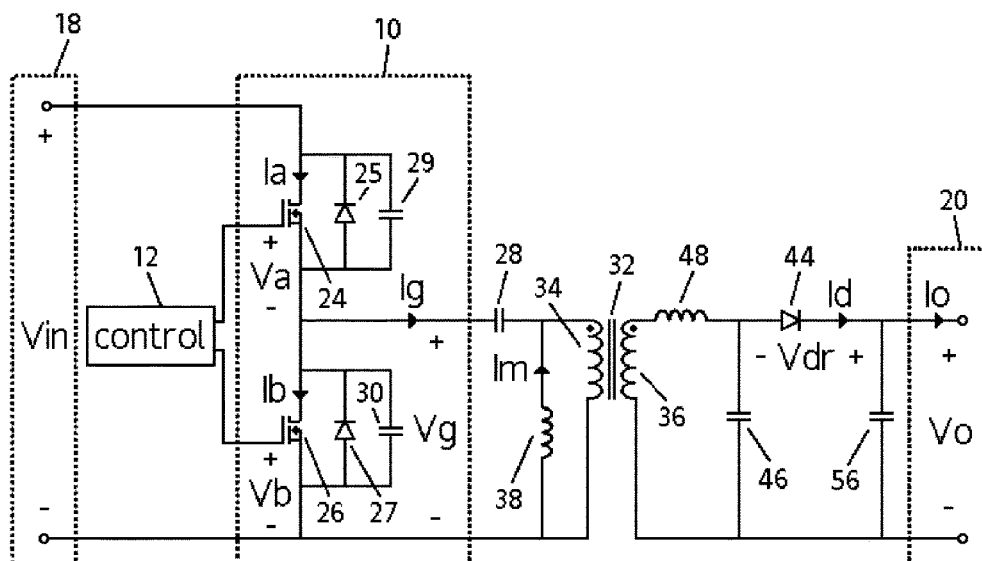 18
10
+
Ia
25
29
12
+
Va
-
24
28
34
32
48
44
20
Vin
control
Ig
+
Im
- Vdr +
Id
Io
+
Ib
30
Vg
38
36
46
56
Vo
+
Vb
-
26
27
-
-
-